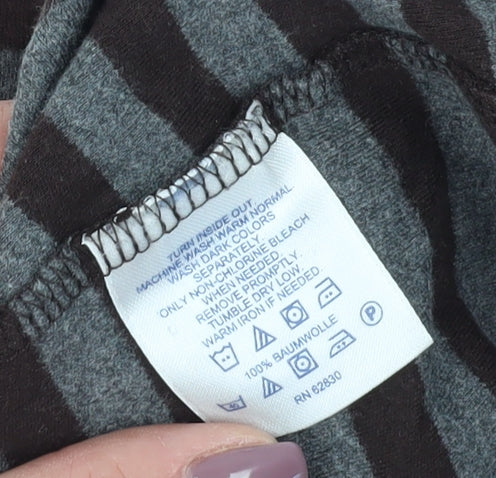 TURN INSIDE OUT
MACHINE WASH WARM NORMAL
WASH DARK COLORS
SEPARATELY
ONLY NON-CHLORINE BLEACH
WHEN NEEDED.
REMOVE PROMPTLY.
TUMBLE DRY LOW.
WARM IRON IF NEEDED.
100% BAUMWOLLE
P
40
RN 62830